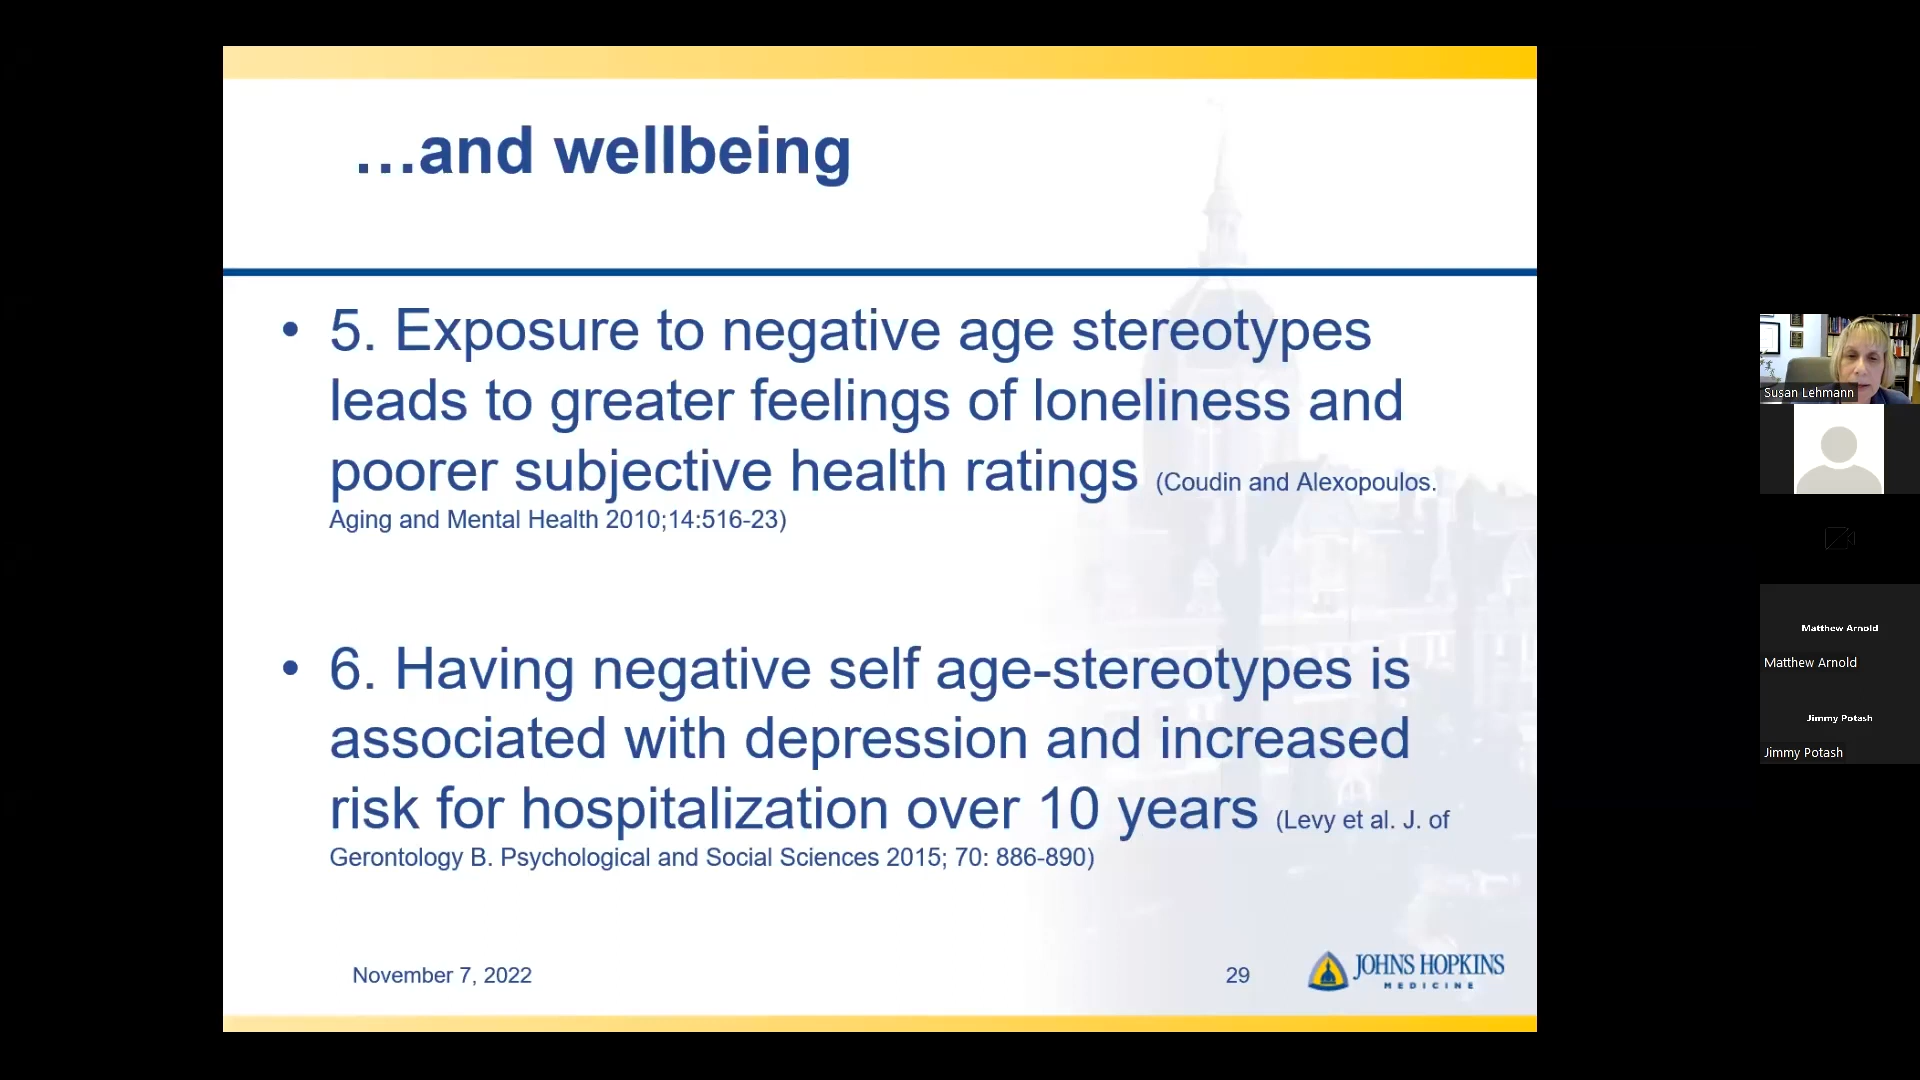 …and wellbeing
• 5. Exposure to negative age stereotypes
leads to greater feelings of loneliness and
poorer subjective health ratings (Coudin and Alexopoulos.
Aging and Mental Health 2010;14:516-23)
• 6. Having negative self age-stereotypes is
associated with depression and increased
risk for hospitalization over 10 years (Levy et al. J. of
Gerontology B. Psychological and Social Sciences 2015; 70: 886-890)
November 7, 2022
29
JOHNS HOPKINS
MEDICINE
Susan Lehmann
Matthew Arnold
Matthew Arnold
Jimmy Potash
Jimmy Potash